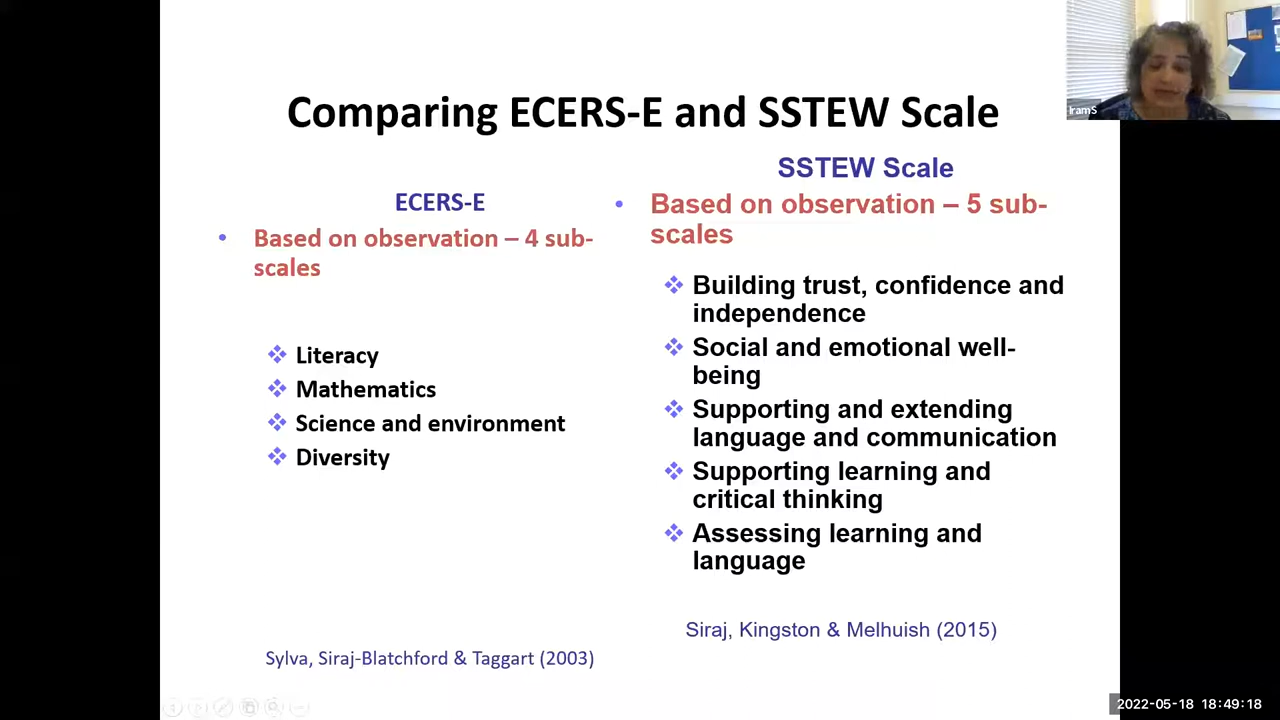 Comparing ECERS-E and SSTEW Scale
ECERS-E
Based on observation – 4 sub-
scales
Literacy
Mathematics
Science and environment
Diversity
Sylva, Siraj-Blatchford & Taggart (2003)
SSTEW Scale
Based on observation – 5 sub-
scales
Building trust, confidence and
independence
Social and emotional well-
being
Supporting and extending
language and communication
Supporting learning and
critical thinking
Assessing learning and
language
Siraj, Kingston & Melhuish (2015)
Iram S
2022-05-18 18:49:18